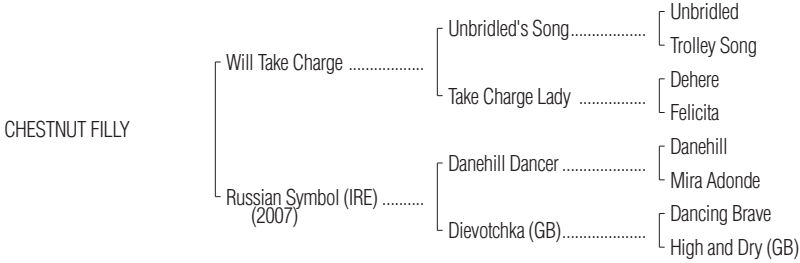 Unbridled
Unbridled's Song..................
Trolley Song
Will Take Charge ..................
Dehere
Take Charge Lady ................
Felicita
CHESTNUT FILLY
Danehill
Danehill Dancer ....................
Mira Adonde
Russian Symbol (IRE) ..........
(2007)
Dancing Brave
Dievotchka (GB)....................
High and Dry (GB)